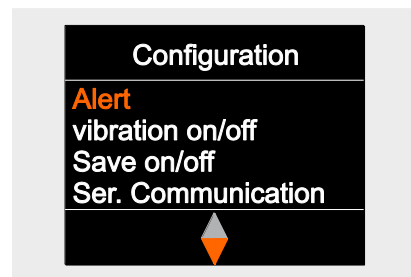 Configuration
Alert
vibration on/off
Save on/off
Ser. Communication